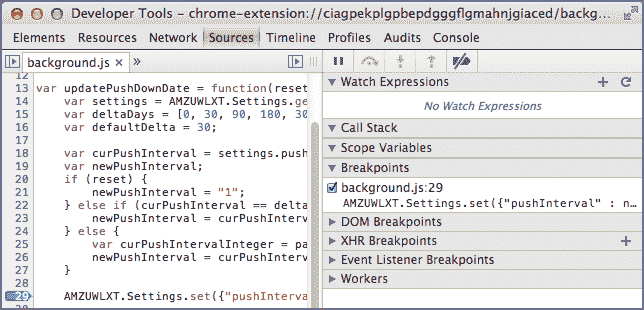 Developer Tools – chrome-extension://ciagpekplgpbepdgggflgmahnjgiaced/backg...
Elements Resources Network Sources Timeline Profiles Audits Console
background.js ×
12
13 var updatePushDownDate = function(reset
14 var settings = AMZUWLXT.Settings.ge
15 var deltaDays = [0, 30, 90, 180, 30
16 var defaultDelta = 30;
17
18 var curPushInterval = settings.push
19 var newPushInterval;
20 if (reset) {
21 newPushInterval = "1";
22 } else if (curPushInterval == delta
23 newPushInterval = curPushInterv
24 } else {
25 var curPushIntervalInteger = pa
26 newPushInterval = curPushInterv
27 }
28
29 AMZUWLXT.Settings.set({"pushInterva
Watch Expressions
No Watch Expressions
Call Stack
Scope Variables
Breakpoints
background.js:29
AMZUWLXT.Settings.set({"pushInterval" : n...
DOM Breakpoints
XHR Breakpoints
Event Listener Breakpoints
Workers